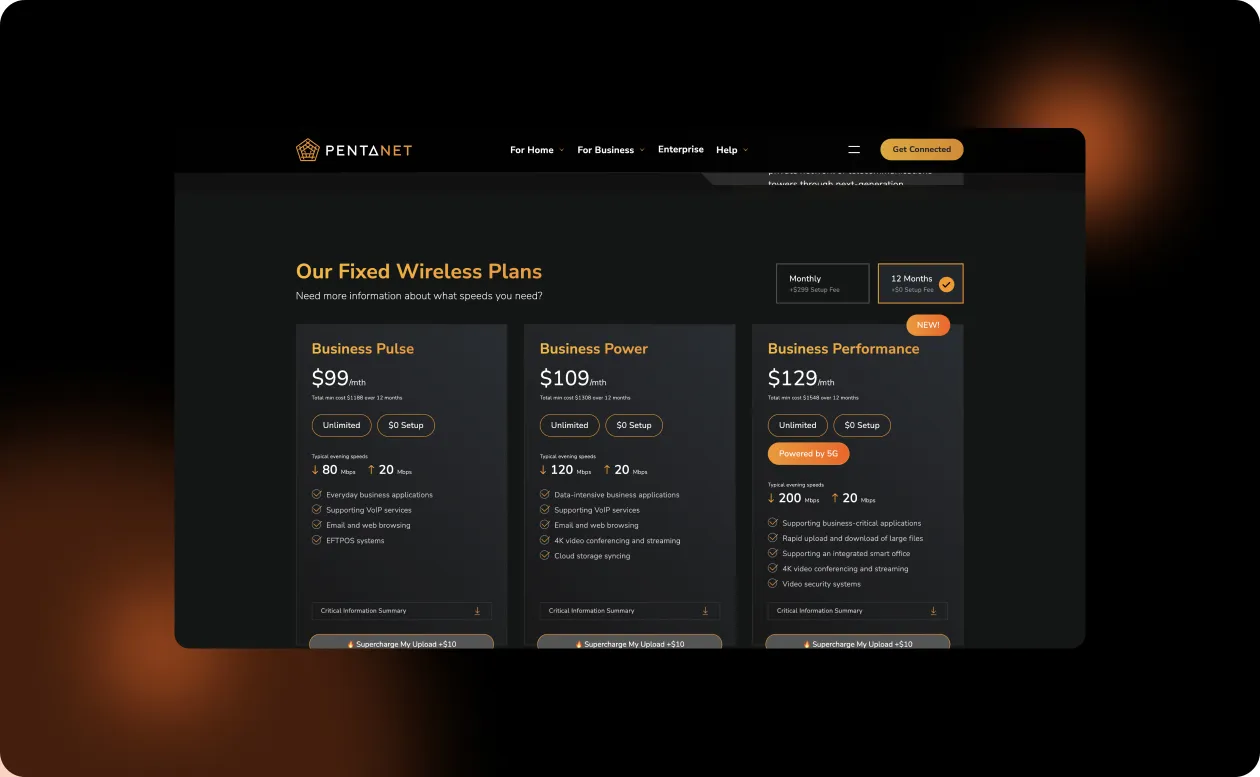 PENTANET
For Home
For Business
Enterprise
Help
Get Connected
towers through next-generation
Our Fixed Wireless Plans
Need more information about what speeds you need?
Monthly
+$299 Setup Fee
12 Months
+$0 Setup Fee
Business Pulse
$99/mth
Total min cost $1188 over 12 months
Unlimited
$0 Setup
Typical evening speeds
↓ 80 Mbps ↑ 20 Mbps
Everyday business applications
Supporting VoIP services
Email and web browsing
EFTPOS systems
Critical Information Summary
🔥 Supercharge My Upload +$10
Business Power
$109/mth
Total min cost $1308 over 12 months
Unlimited
$0 Setup
Typical evening speeds
↓ 120 Mbps ↑ 20 Mbps
Data-intensive business applications
Supporting VoIP services
Email and web browsing
4K video conferencing and streaming
Cloud storage syncing
Critical Information Summary
🔥 Supercharge My Upload +$10
NEW!
Business Performance
$129/mth
Total min cost $1548 over 12 months
Unlimited
$0 Setup
Powered by 5G
Typical evening speeds
↓ 200 Mbps ↑ 20 Mbps
Supporting business-critical applications
Rapid upload and download of large files
Supporting an integrated smart office
4K video conferencing and streaming
Video security systems
Critical Information Summary
🔥 Supercharge My Upload +$10